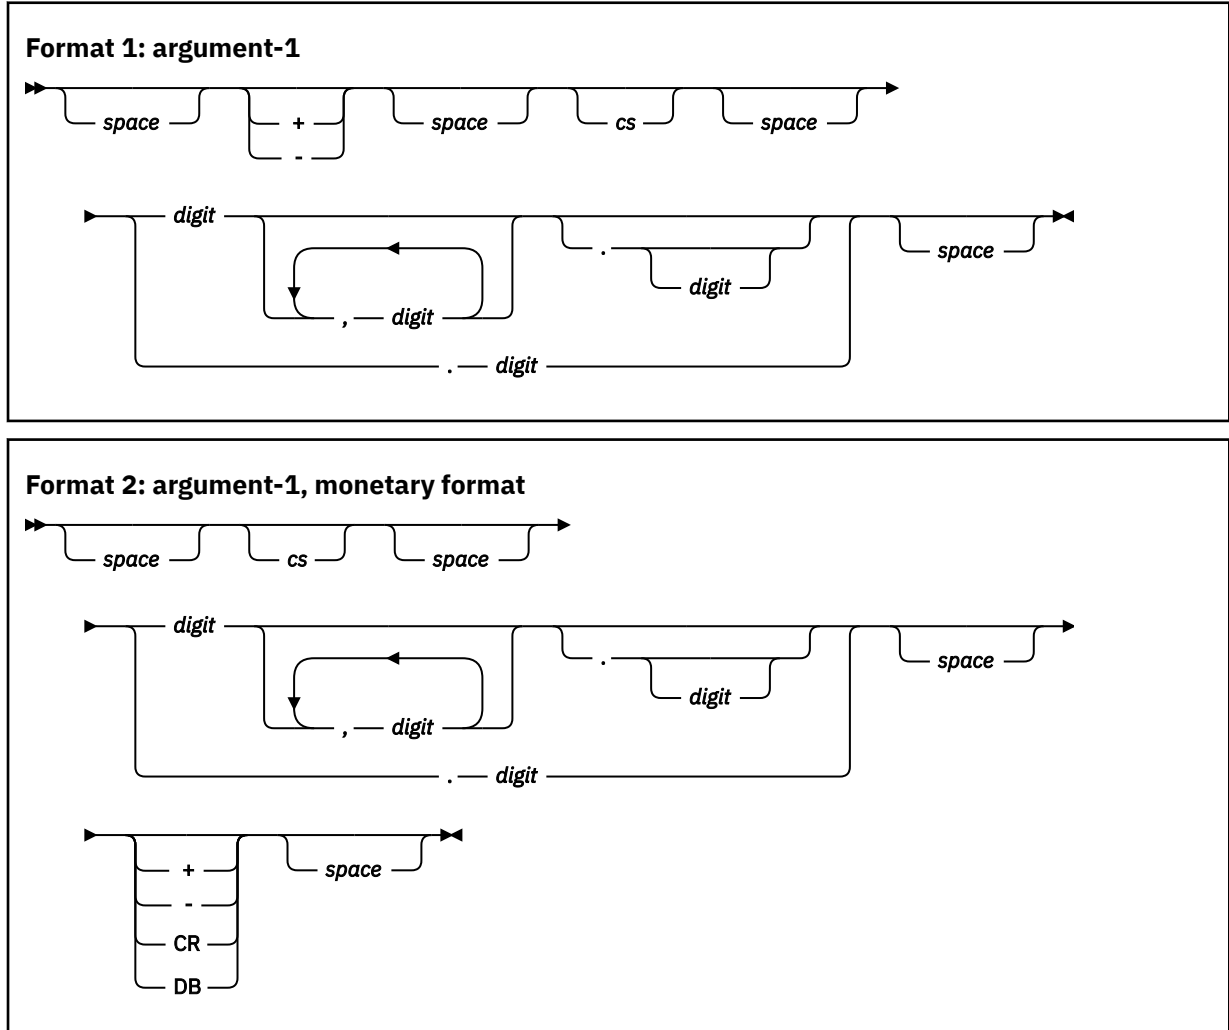 Format 1: argument-1
space + space cs space
-
digit .
digit space
, digit
. digit
Format 2: argument-1, monetary format
space cs space
digit .
digit space
, digit
. digit
+ space
-
CR
DB